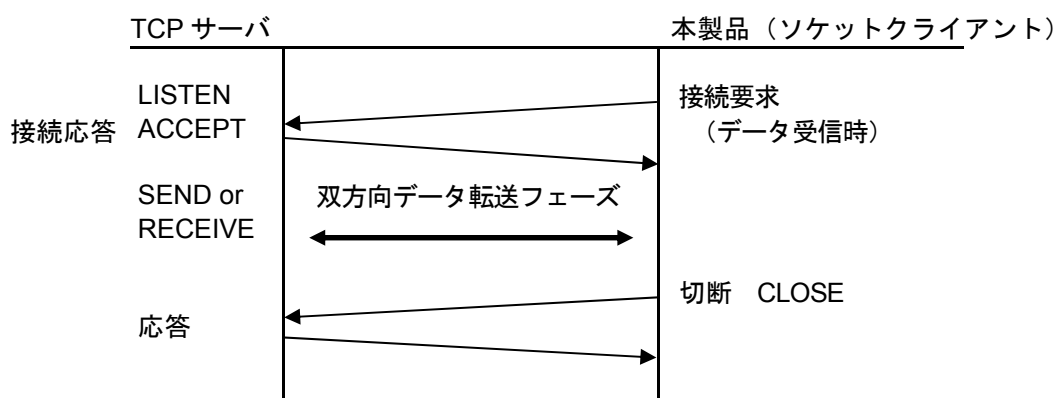 TCP サーバ
本製品（ソケットクライアント）
LISTEN
接続応答 ACCEPT
接続要求
（データ受信時）
SEND or
RECEIVE
双方向データ転送フェーズ
切断　CLOSE
応答